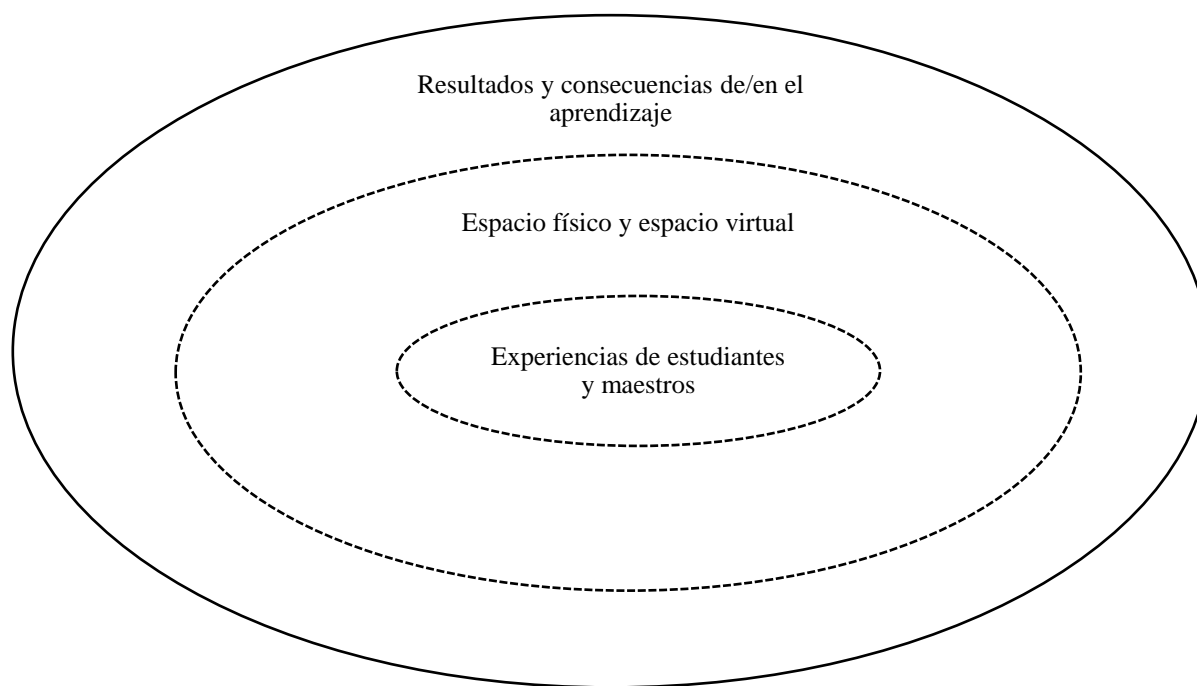 Resultados y consecuencias de/en el
aprendizaje
Espacio físico y espacio virtual
Experiencias de estudiantes
y maestros